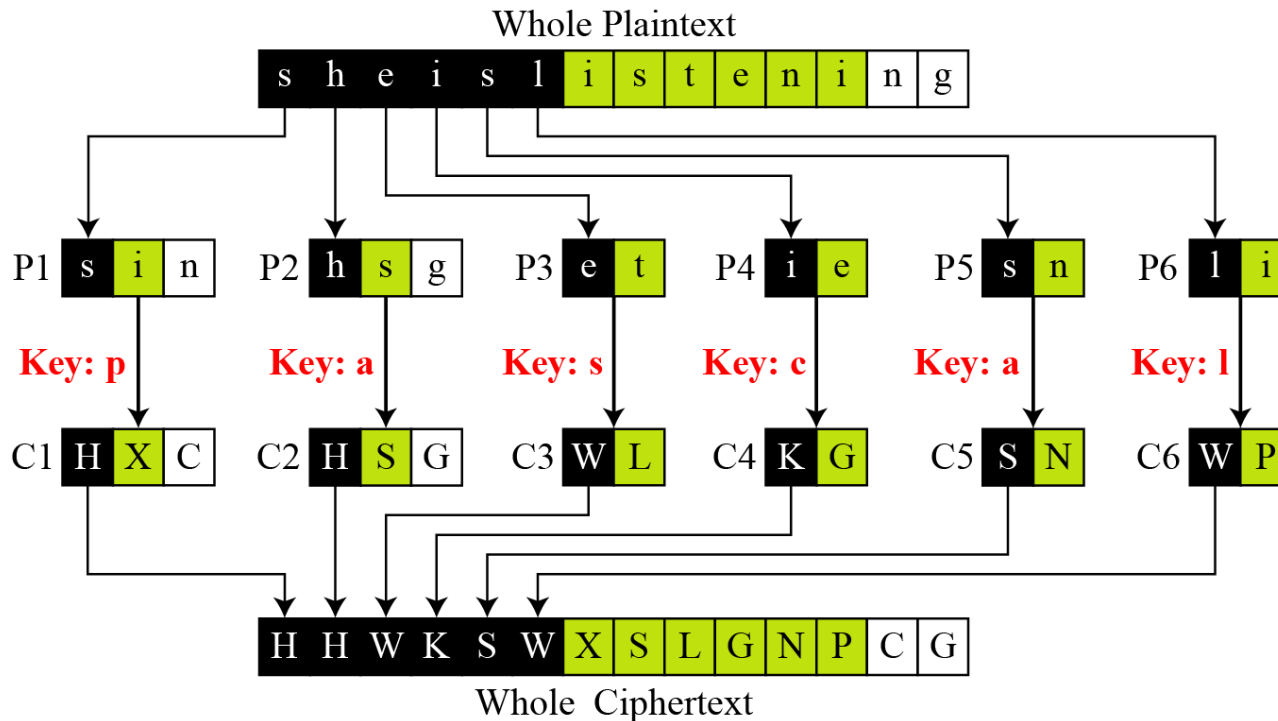 Whole Plaintext
s h e i s l i s t e n i n g
P1 s i n P2 h s g P3 e t P4 i e P5 s n P6 l i
Key: p Key: a Key: s Key: c Key: a Key: l
C1 H X C C2 H S G C3 W L C4 K G C5 S N C6 W P
H H W K S W X S L G N P C G
Whole Ciphertext